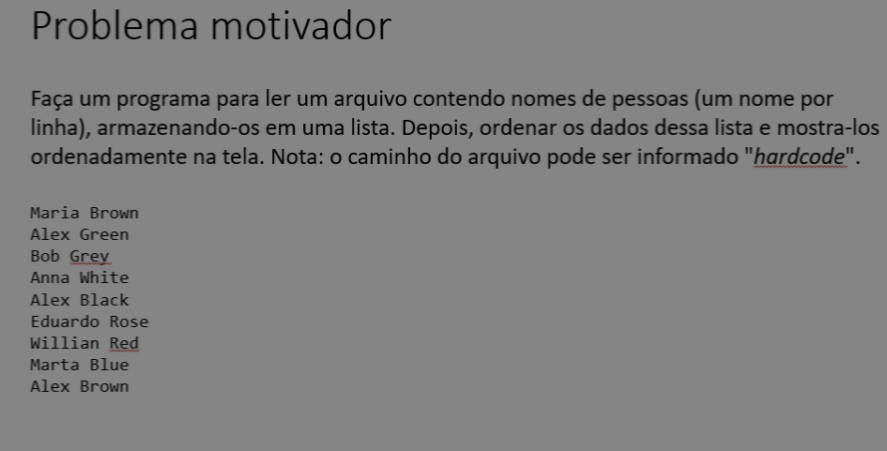 Problema motivador
Faça um programa para ler um arquivo contendo nomes de pessoas (um nome por
linha), armazenando-os em uma lista. Depois, ordenar os dados dessa lista e mostra-los
ordenadamente na tela. Nota: o caminho do arquivo pode ser informado "hardcode".
Maria Brown
Alex Green
Bob Grey
Anna White
Alex Black
Eduardo Rose
Willian Red
Marta Blue
Alex Brown